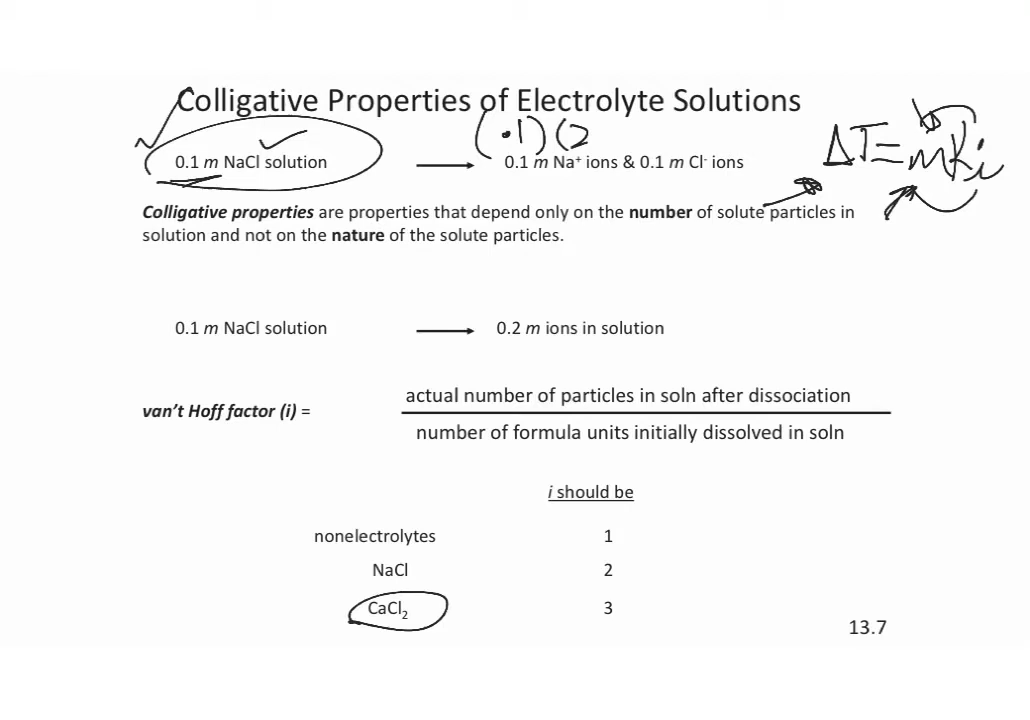 Colligative Properties of Electrolyte Solutions
(.1)(2
ΔT=mKi
0.1 m NaCl solution 0.1 m Na⁺ ions & 0.1 m Cl⁻ ions
Colligative properties are properties that depend only on the number of solute particles in
solution and not on the nature of the solute particles.
0.1 m NaCl solution 0.2 m ions in solution
van’t Hoff factor (i) =
actual number of particles in soln after dissociation
number of formula units initially dissolved in soln
i should be
nonelectrolytes 1
NaCl 2
CaCl₂ 3
13.7